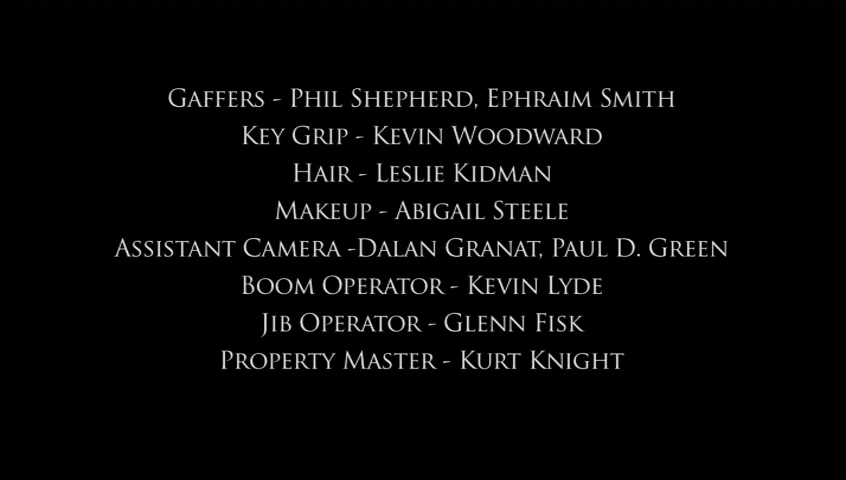 Gaffers - Phil Shepherd, Ephraim Smith
Key Grip - Kevin Woodward
Hair - Leslie Kidman
Makeup - Abigail Steele
Assistant Camera -Dalan Granat, Paul D. Green
Boom Operator - Kevin Lyde
Jib Operator - Glenn Fisk
Property Master - Kurt Knight